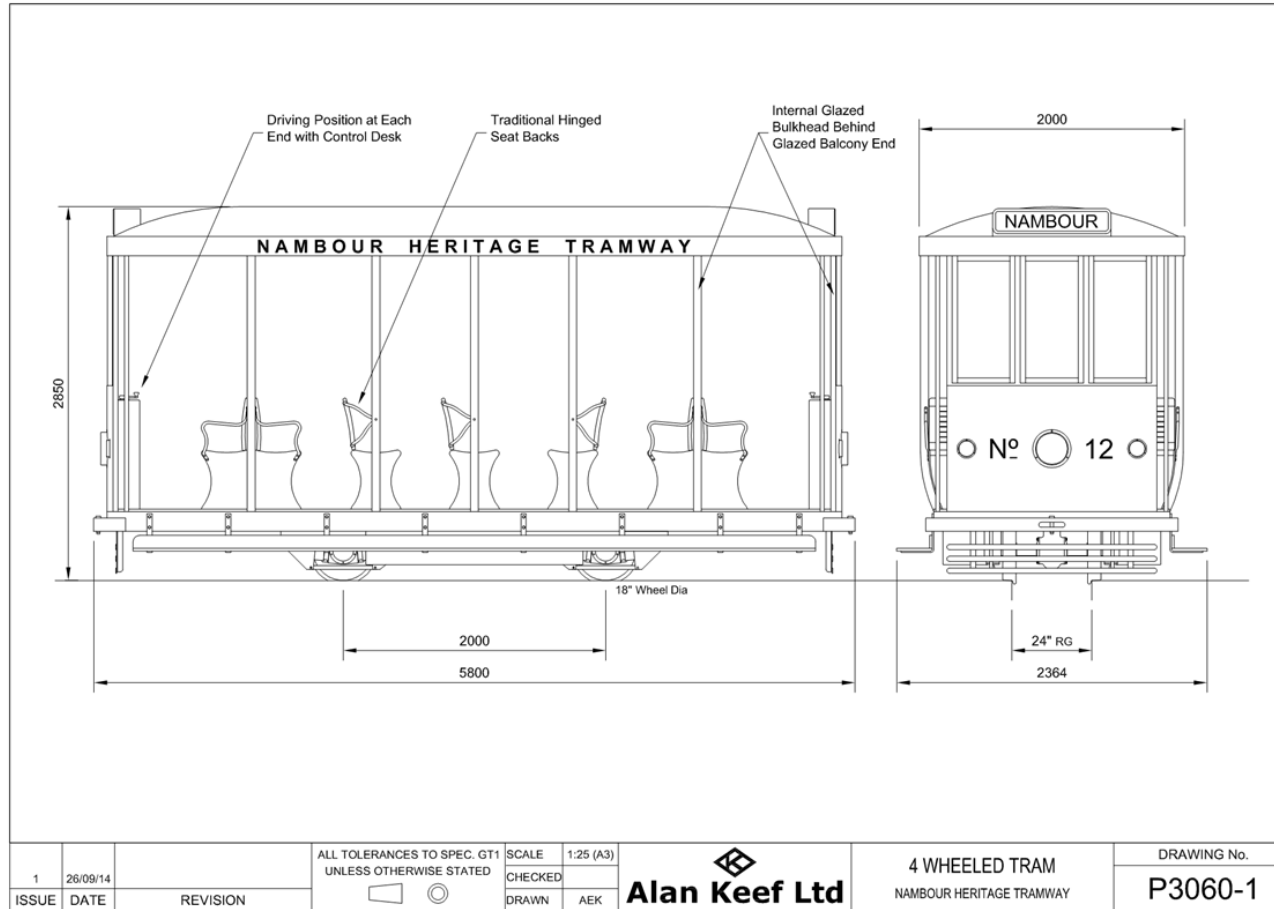 Driving Position at Each
End with Control Desk
Traditional Hinged
Seat Backs
Internal Glazed
Bulkhead Behind
Glazed Balcony End
2000
NAMBOUR
NAMBOUR HERITAGE TRAMWAY
2850
Nº 12
18" Wheel Dia
2000
24" RG
5800
2364
1 26/09/14
ISSUE DATE REVISION
ALL TOLERANCES TO SPEC. GT1
UNLESS OTHERWISE STATED
SCALE 1:25 (A3)
CHECKED
DRAWN AEK
Alan Keef Ltd
4 WHEELED TRAM
NAMBOUR HERITAGE TRAMWAY
DRAWING No.
P3060-1